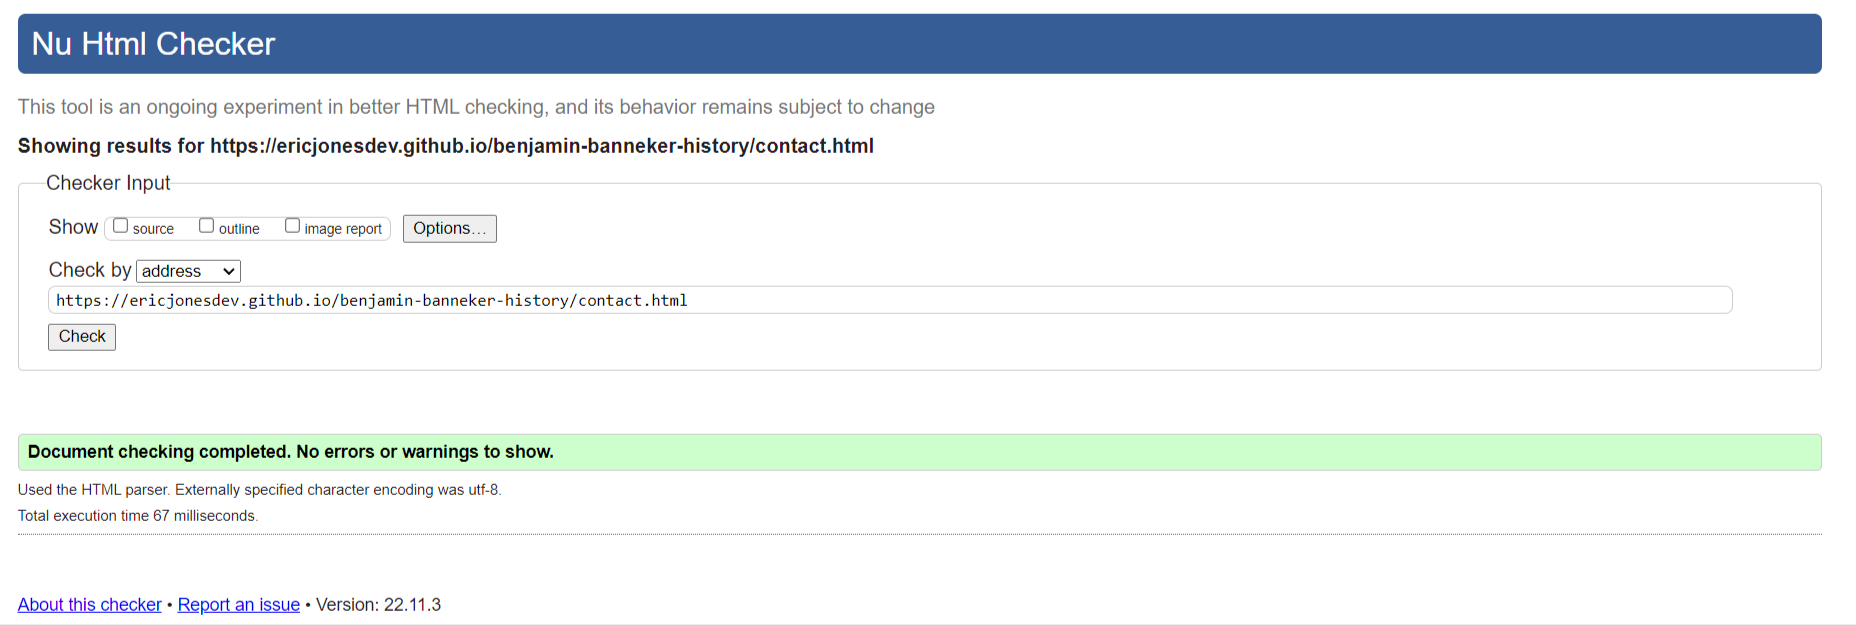 Nu Html Checker
This tool is an ongoing experiment in better HTML checking, and its behavior remains subject to change
Showing results for https://ericjonesdev.github.io/benjamin-banneker-history/contact.html
Checker Input
Show source outline image report Options...
Check by address
https://ericjonesdev.github.io/benjamin-banneker-history/contact.html
Check
Document checking completed. No errors or warnings to show.
Used the HTML parser. Externally specified character encoding was utf-8.
Total execution time 67 milliseconds.
About this checker • Report an issue • Version: 22.11.3